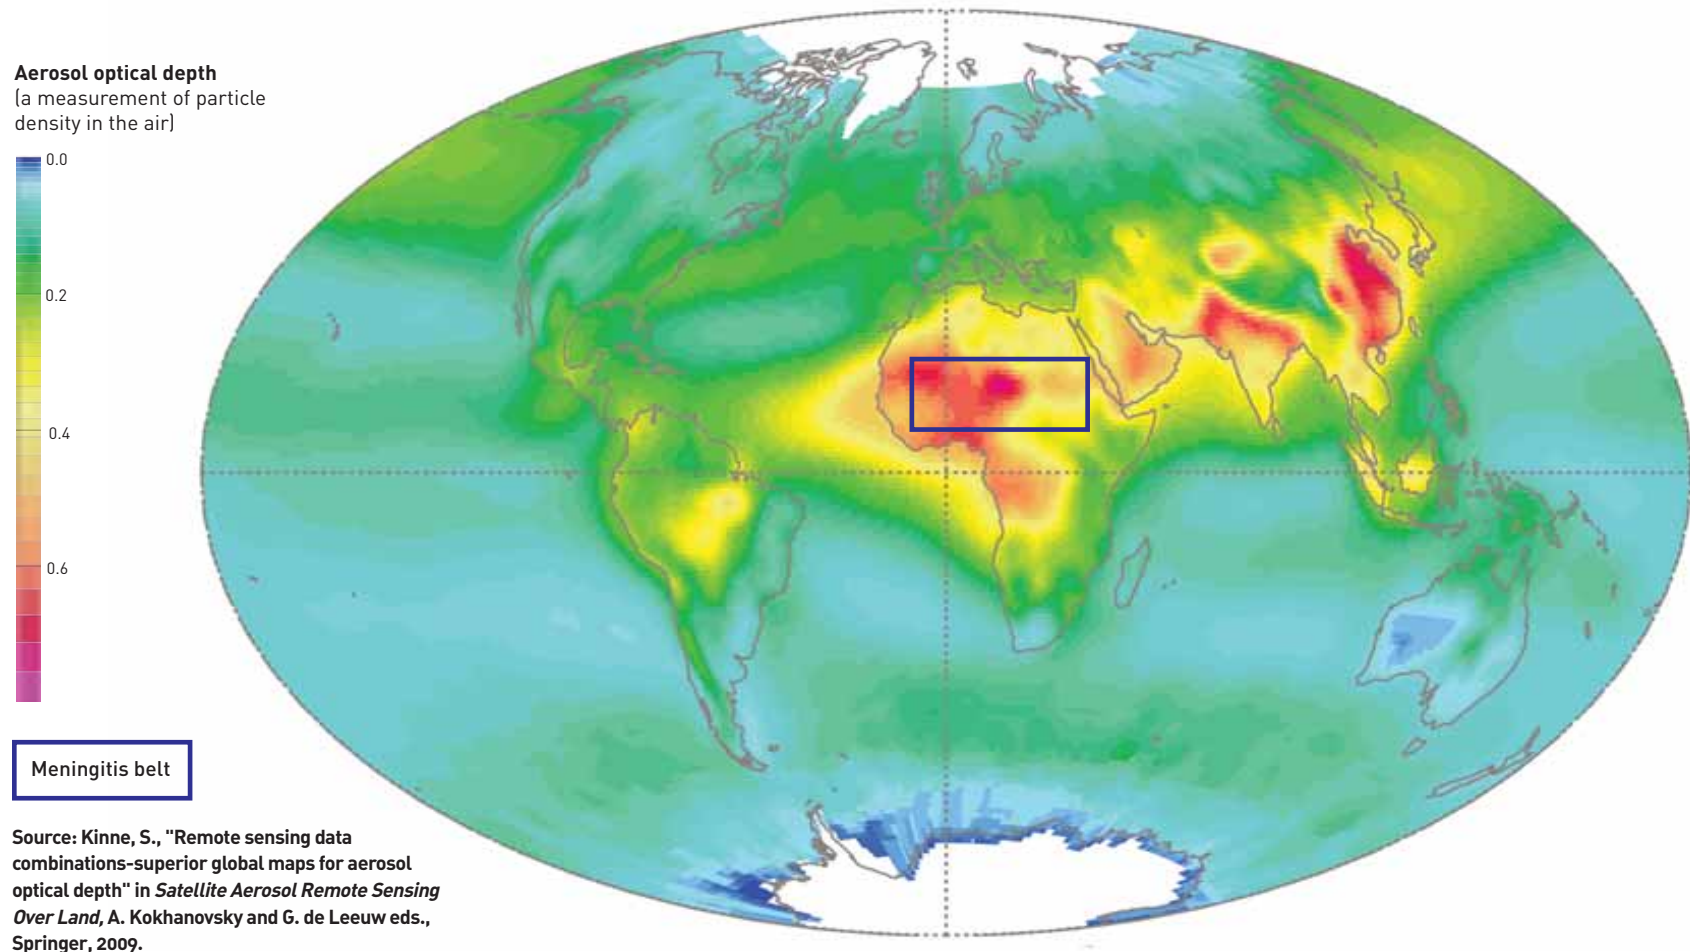 Aerosol optical depth
(a measurement of particle
density in the air)
0.0
0.2
0.4
0.6
Meningitis belt
Source: Kinne, S., "Remote sensing data
combinations-superior global maps for aerosol
optical depth" in Satellite Aerosol Remote Sensing
Over Land, A. Kokhanovsky and G. de Leeuw eds.,
Springer, 2009.